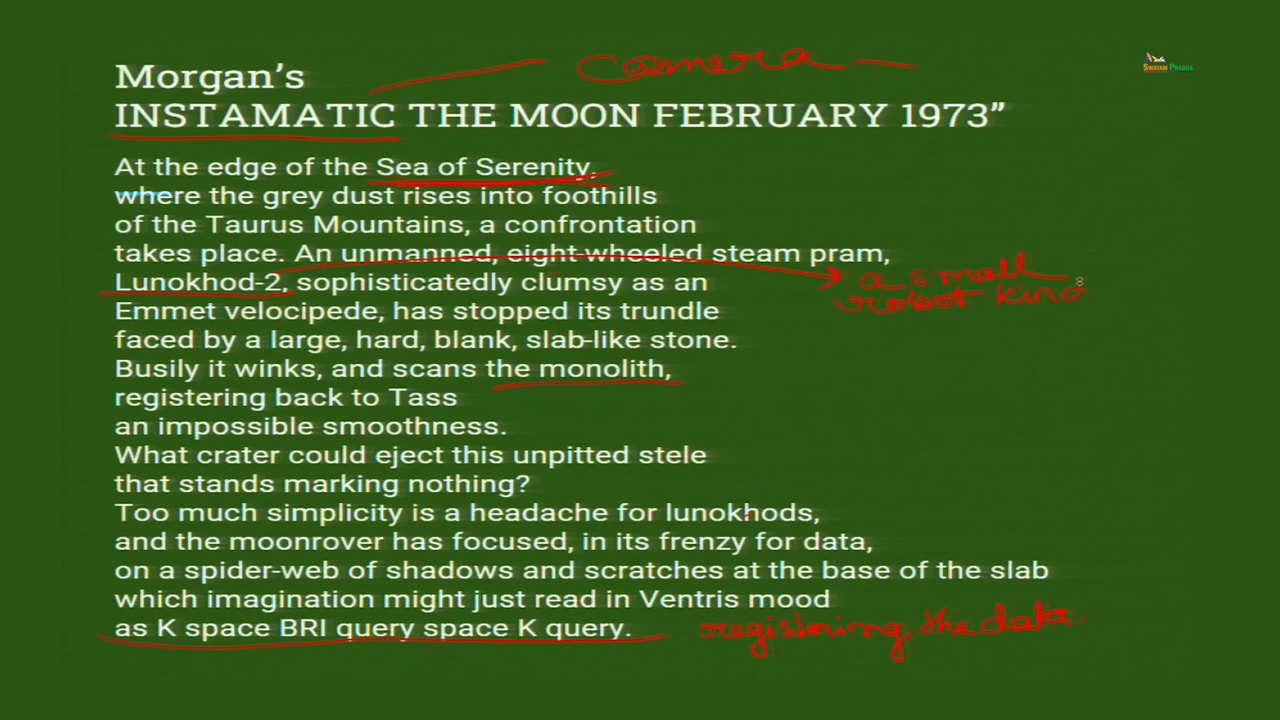 camera
Morgan's
INSTAMATIC THE MOON FEBRUARY 1973”
SWAYAM PRABHA
At the edge of the Sea of Serenity,
where the grey dust rises into foothills
of the Taurus Mountains, a confrontation
takes place. An unmanned, eight-wheeled steam pram,
Lunokhod-2, sophisticatedly clumsy as an
a small
robot kind
Emmet velocipede, has stopped its trundle
faced by a large, hard, blank, slab-like stone.
Busily it winks, and scans the monolith,
registering back to Tass
an impossible smoothness.
What crater could eject this unpitted stele
that stands marking nothing?
Too much simplicity is a headache for lunokhods,
and the moonrover has focused, in its frenzy for data,
on a spider-web of shadows and scratches at the base of the slab
which imagination might just read in Ventris mood
as K space BRI query space K query.
registering the data.